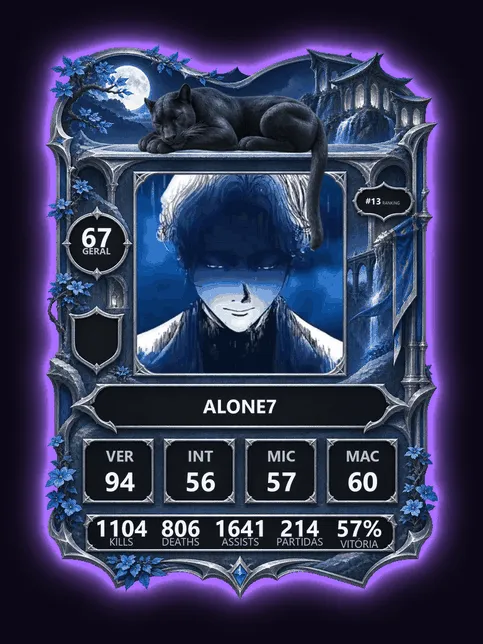 #13 RANKING
67
GERAL
ALONE7
VER INT MIC MAC
94 56 57 60
1104 806 1641 214 57%
KILLS DEATHS ASSISTS PARTIDAS VITÓRIA